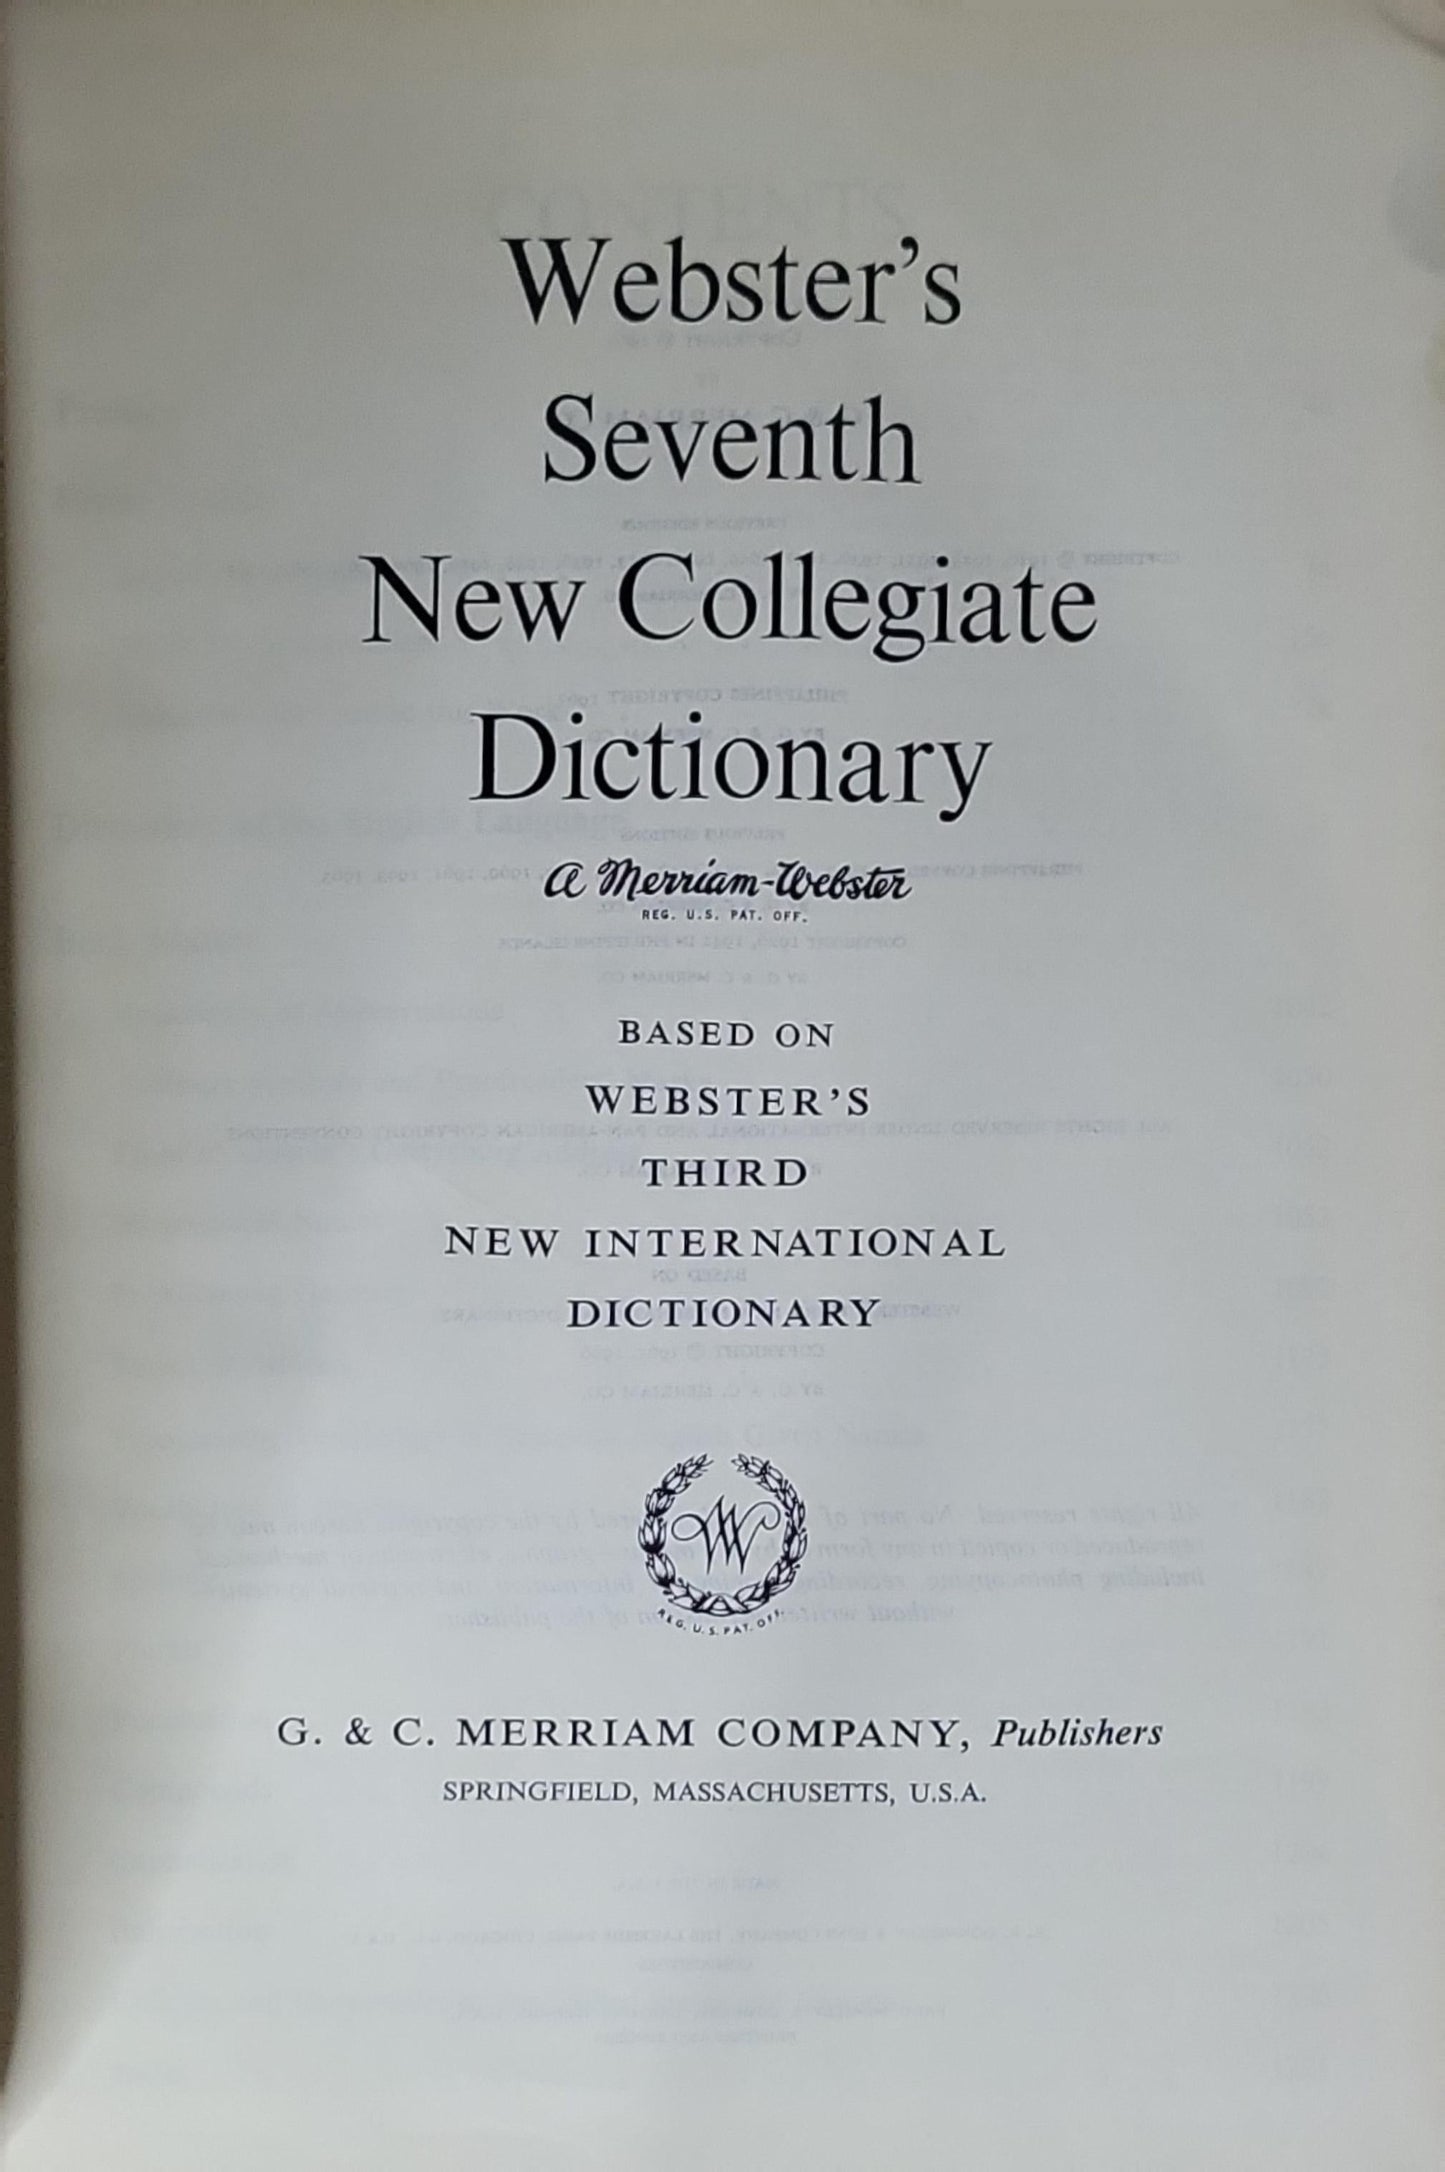 Webster's
Seventh
New Collegiate
Dictionary
A Merriam-Webster
REG. U.S. PAT. OFF.
BASED ON
WEBSTER'S
THIRD
NEW INTERNATIONAL
DICTIONARY
W
REG. U.S. PAT. OFF.
G. & C. MERRIAM COMPANY, Publishers
SPRINGFIELD, MASSACHUSETTS, U.S.A.